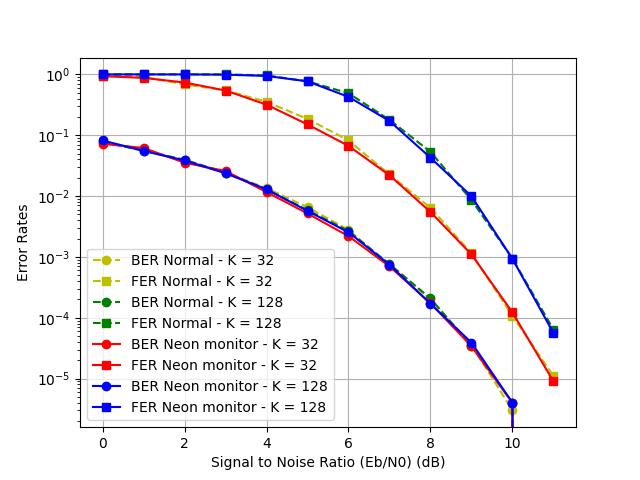 10⁰
10⁻¹
10⁻²
10⁻³
10⁻⁴
10⁻⁵
Error Rates
BER Normal - K = 32
FER Normal - K = 32
BER Normal - K = 128
FER Normal - K = 128
BER Neon monitor - K = 32
FER Neon monitor - K = 32
BER Neon monitor - K = 128
FER Neon monitor - K = 128
0 2 4 6 8 10
Signal to Noise Ratio (Eb/N0) (dB)